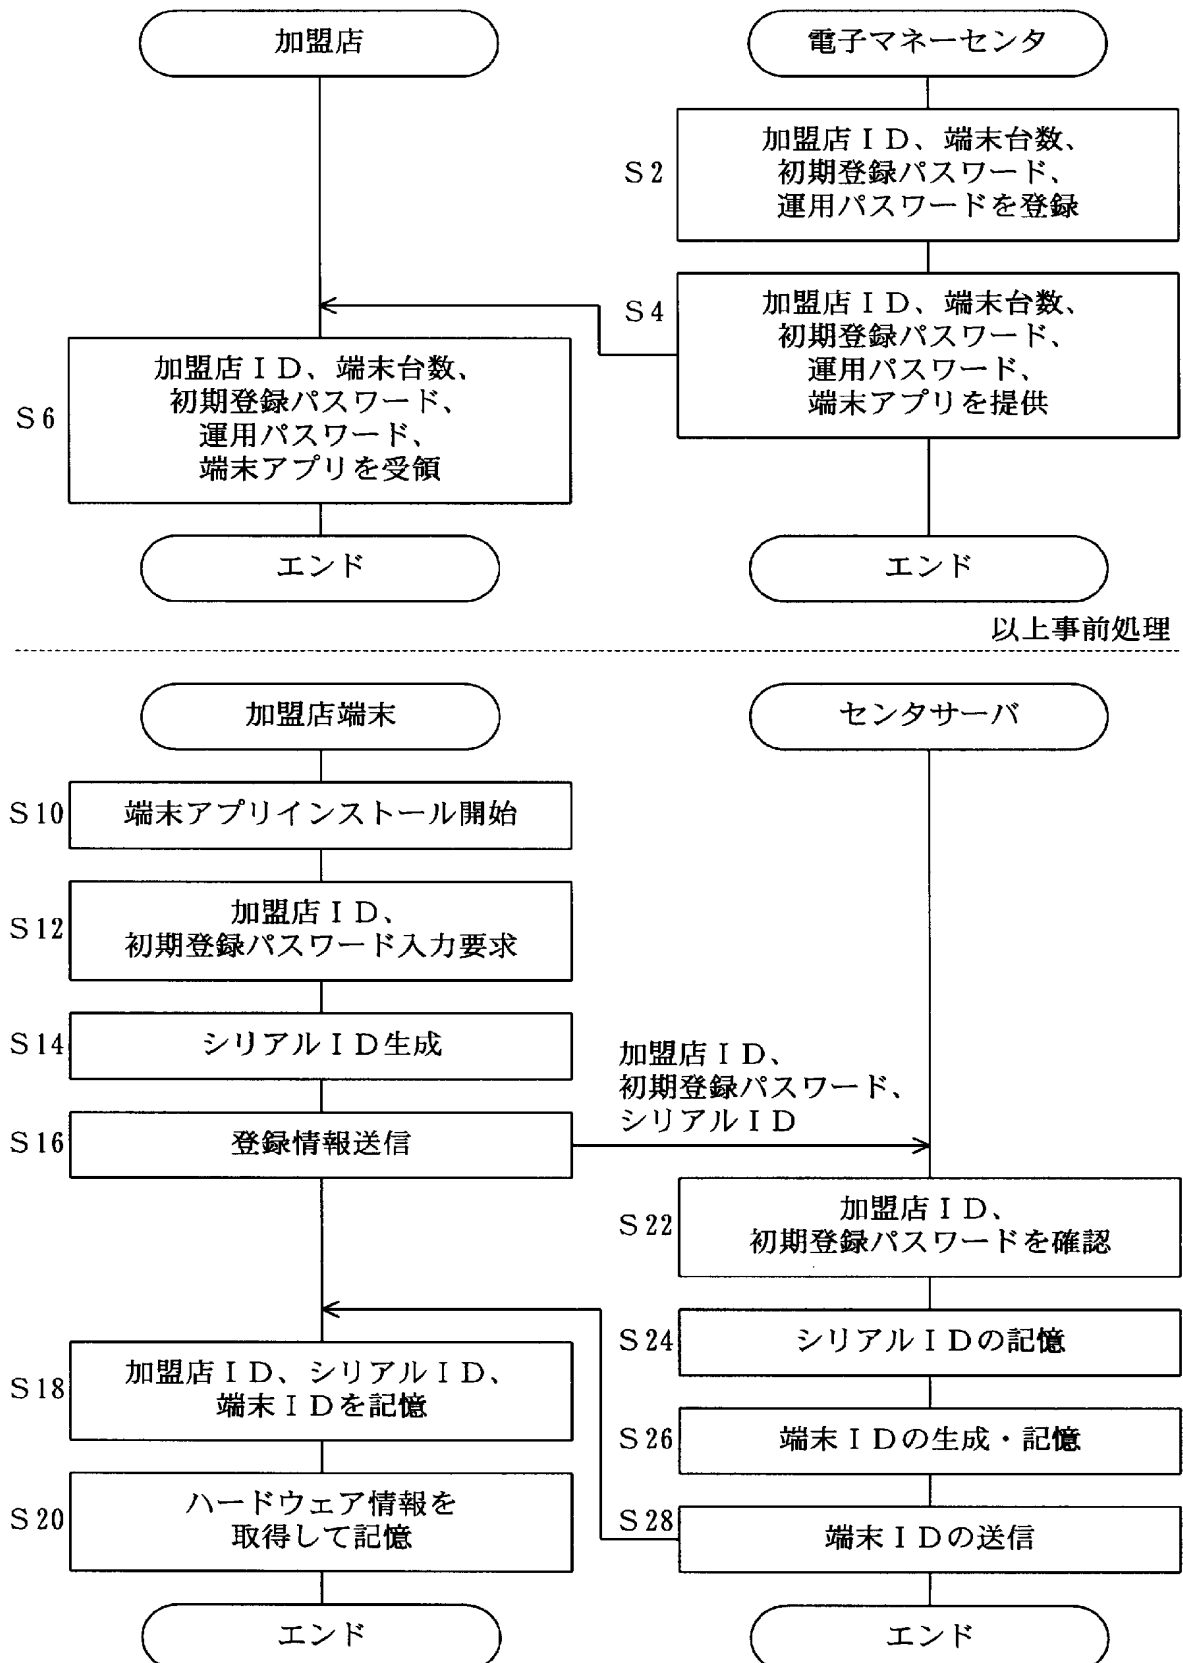 加盟店
電子マネーセンタ
S2
加盟店ID、端末台数、
初期登録パスワード、
運用パスワードを登録
S4
加盟店ID、端末台数、
初期登録パスワード、
運用パスワード、
端末アプリを提供
S6
加盟店ID、端末台数、
初期登録パスワード、
運用パスワード、
端末アプリを受領
エンド
エンド
以上事前処理
加盟店端末
センタサーバ
S10
端末アプリインストール開始
S12
加盟店ID、
初期登録パスワード入力要求
S14
シリアルID生成
加盟店ID、
初期登録パスワード、
シリアルID
S16
登録情報送信
S22
加盟店ID、
初期登録パスワードを確認
S24
シリアルIDの記憶
S18
加盟店ID、シリアルID、
端末IDを記憶
S26
端末IDの生成・記憶
S20
ハードウェア情報を
取得して記憶
S28
端末IDの送信
エンド
エンド